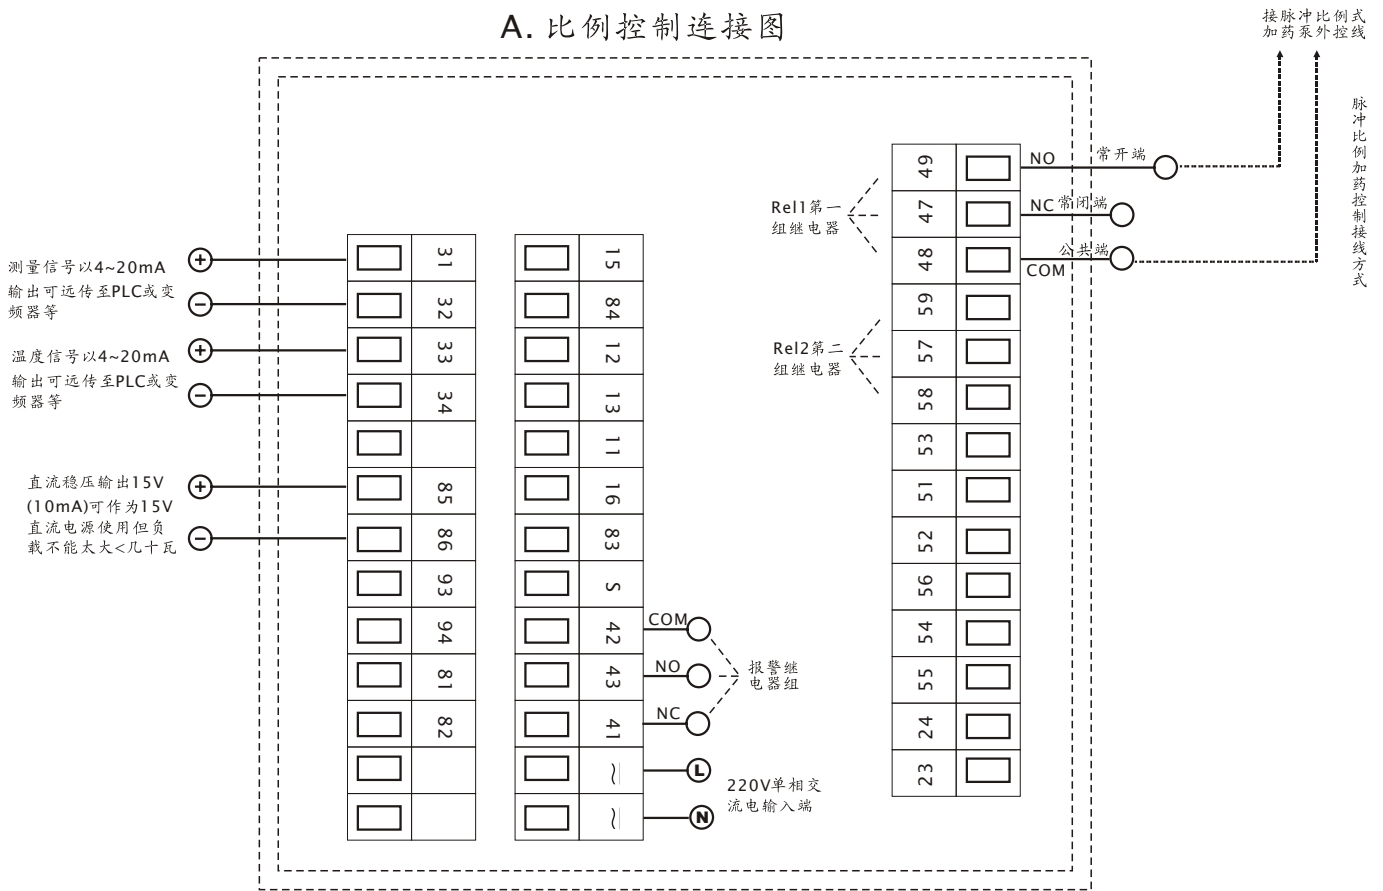 A. 比例控制连接图
接脉冲比例式
加药泵外控线
脉冲比例加药控制接线方式
测量信号以4~20mA
输出可远传至PLC或变
频器等
温度信号以4~20mA
输出可远传至PLC或变
频器等
直流稳压输出15V
(10mA)可作为15V
直流电源使用但负
载不能太大<几十瓦
+
−
+
−
+
−
31
32
33
34
85
86
93
94
81
82
15
84
12
13
11
16
83
S
42
43
41
≂
≂
COM
NO
NC
L
N
报警继
电器组
220V单相交
流电输入端
Rel1第一
组继电器
Rel2第二
组继电器
49
47
48
59
57
58
53
51
52
56
54
55
24
23
NO 常开端
NC 常闭端
公共端
COM